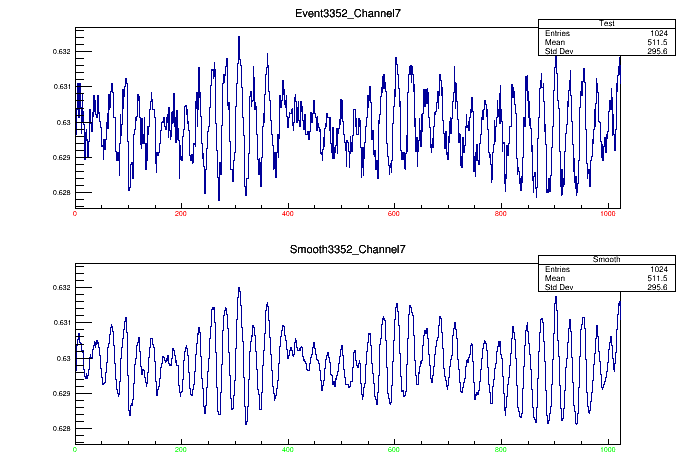 Event3352_Channel7
Test
Entries 1024
Mean 511.5
Std Dev 295.6
0.632
0.631
0.63
0.629
0.628
0 200 400 600 800 1000
Smooth3352_Channel7
Smooth
Entries 1024
Mean 511.5
Std Dev 295.6
0.632
0.631
0.63
0.629
0.628
0 200 400 600 800 1000